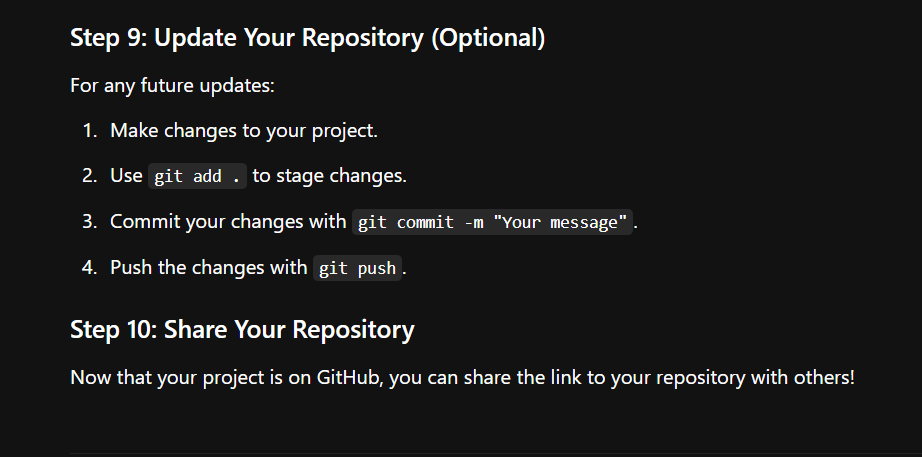 Step 9: Update Your Repository (Optional)
For any future updates:
1. Make changes to your project.
2. Use git add . to stage changes.
3. Commit your changes with git commit -m "Your message".
4. Push the changes with git push.
Step 10: Share Your Repository
Now that your project is on GitHub, you can share the link to your repository with others!